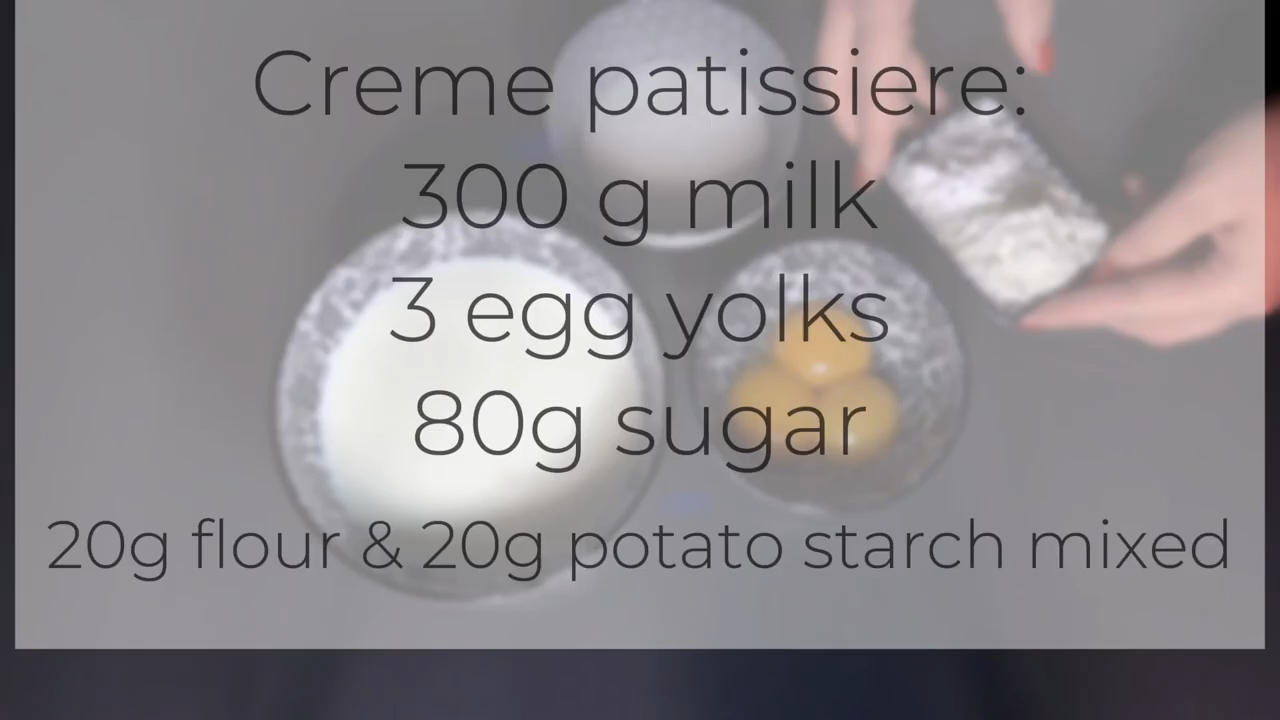 Creme patissiere:
300 g milk
3 egg yolks
80g sugar
20g flour & 20g potato starch mixed